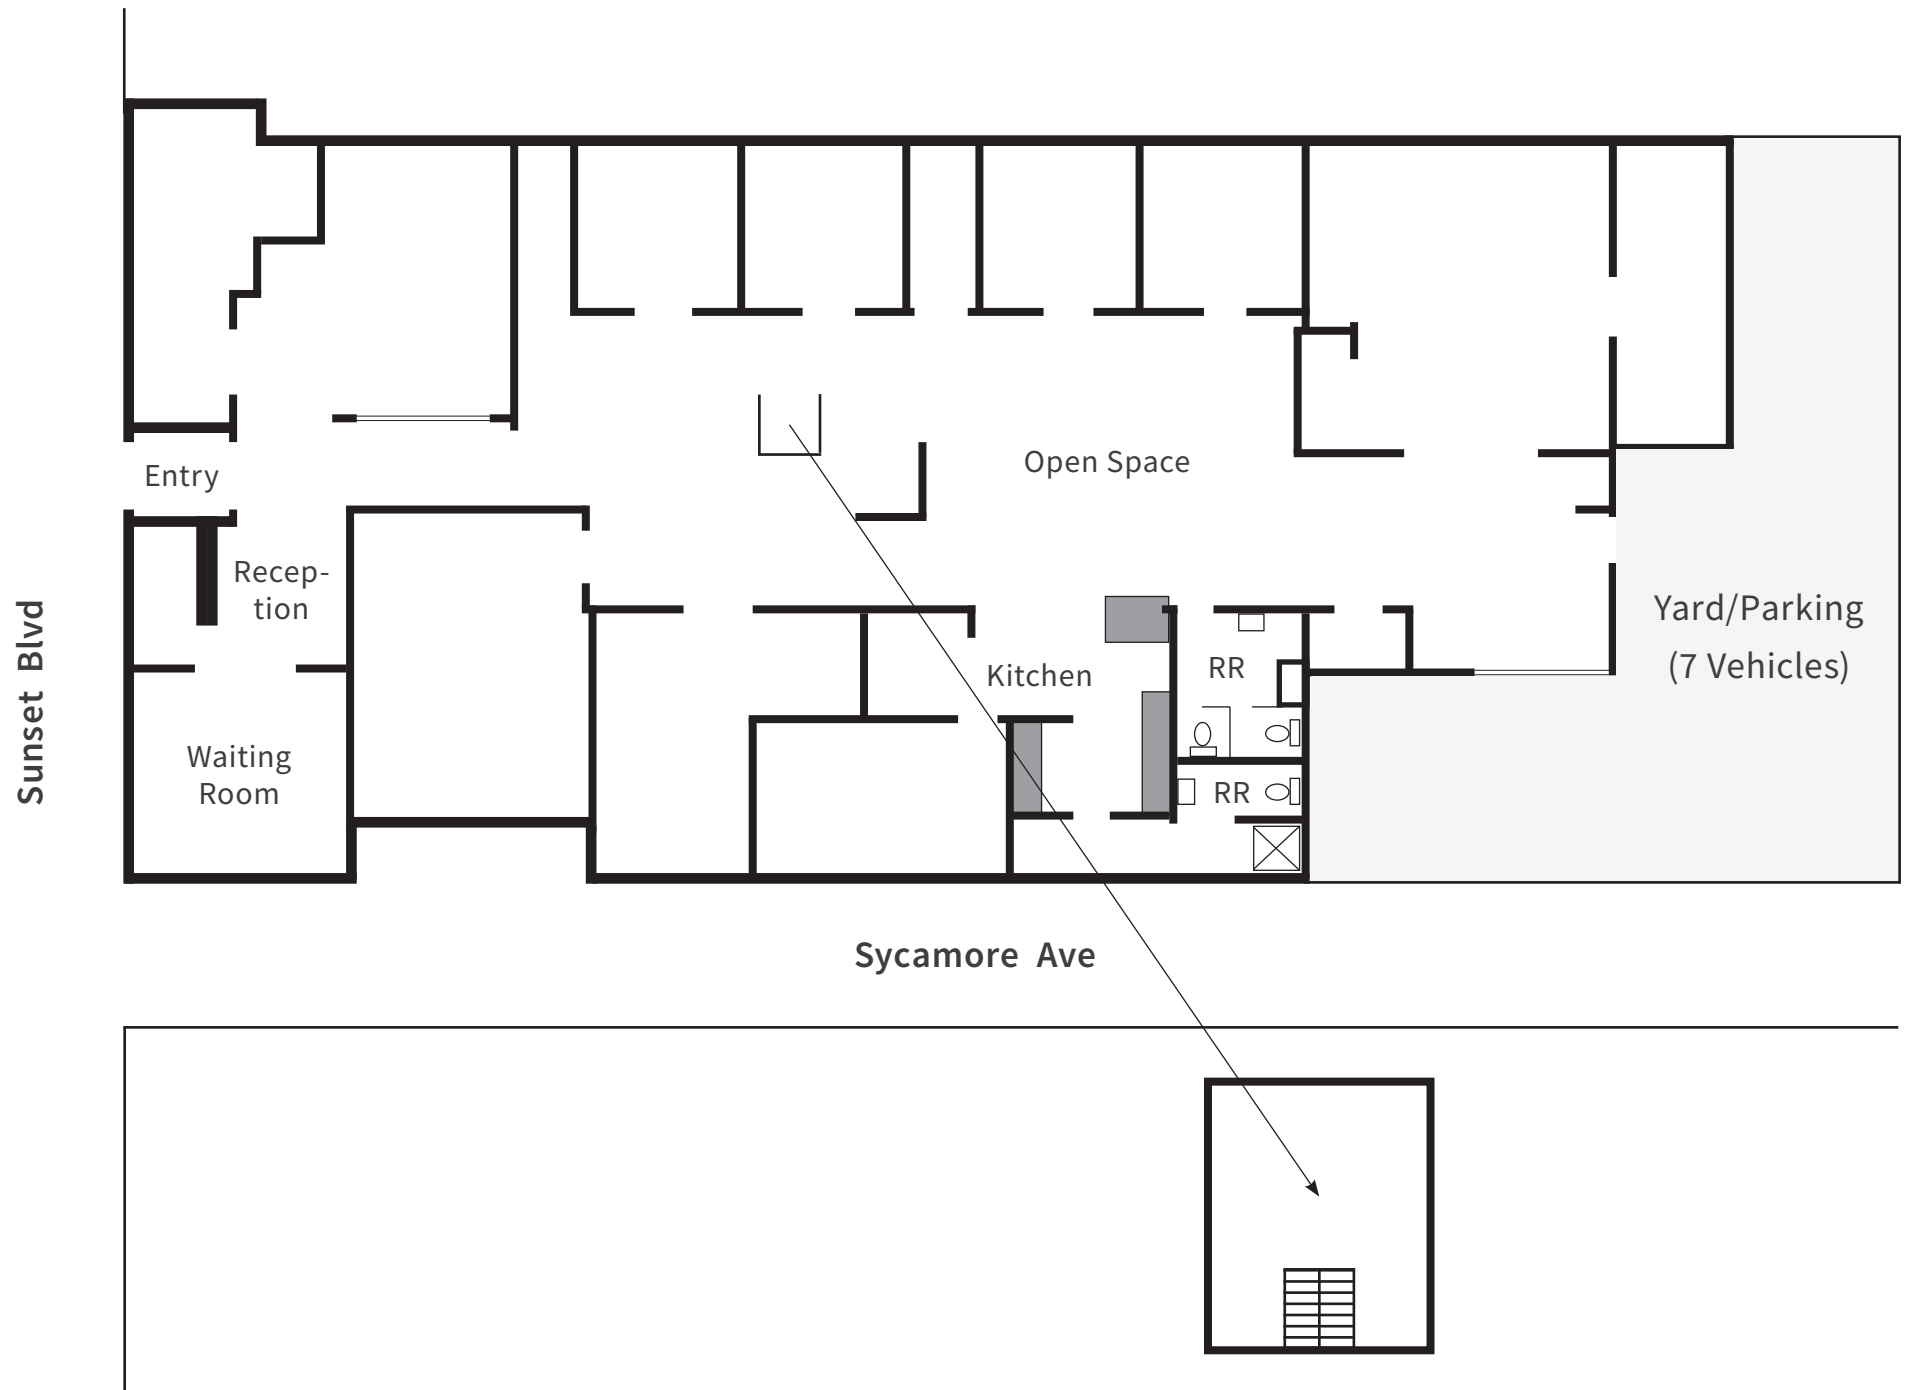 Entry
Open Space
Recep-
tion
Sunset Blvd
Yard/Parking
(7 Vehicles)
Kitchen
RR
Waiting
Room
RR
Sycamore Ave